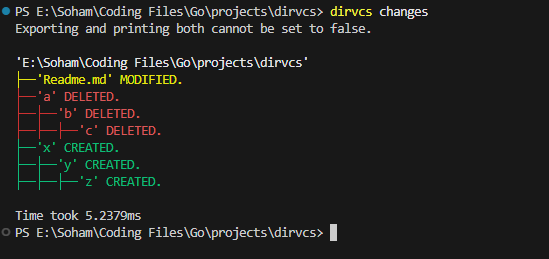 PS E:\Soham\Coding Files\Go\projects\dirvcs> dirvcs changes
Exporting and printing both cannot be set to false.
'E:\Soham\Coding Files\Go\projects\dirvcs'
├──'Readme.md' MODIFIED.
├──'a' DELETED.
├──├──'b' DELETED.
├──├──├──'c' DELETED.
├──'x' CREATED.
├──├──'y' CREATED.
├──├──├──'z' CREATED.
Time took 5.2379ms
PS E:\Soham\Coding Files\Go\projects\dirvcs>